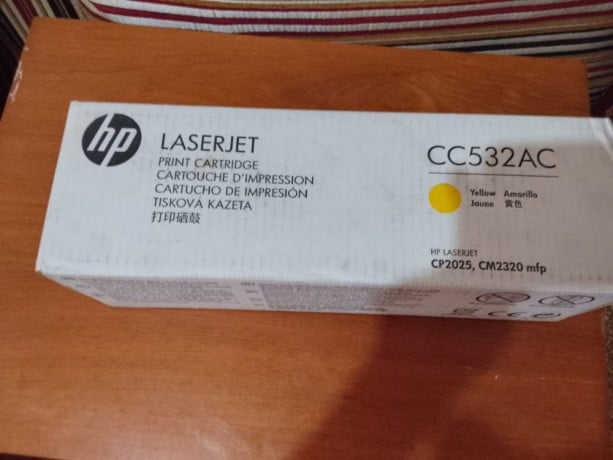 hp
LASERJET
PRINT CARTRIDGE
CARTOUCHE D'IMPRESSION
CARTUCHO DE IMPRESIÓN
TISKOVÁ KAZETA
打印硒鼓
CC532AC
Yellow Amarillo
Jaune 黄色
HP LASERJET
CP2025, CM2320 mfp